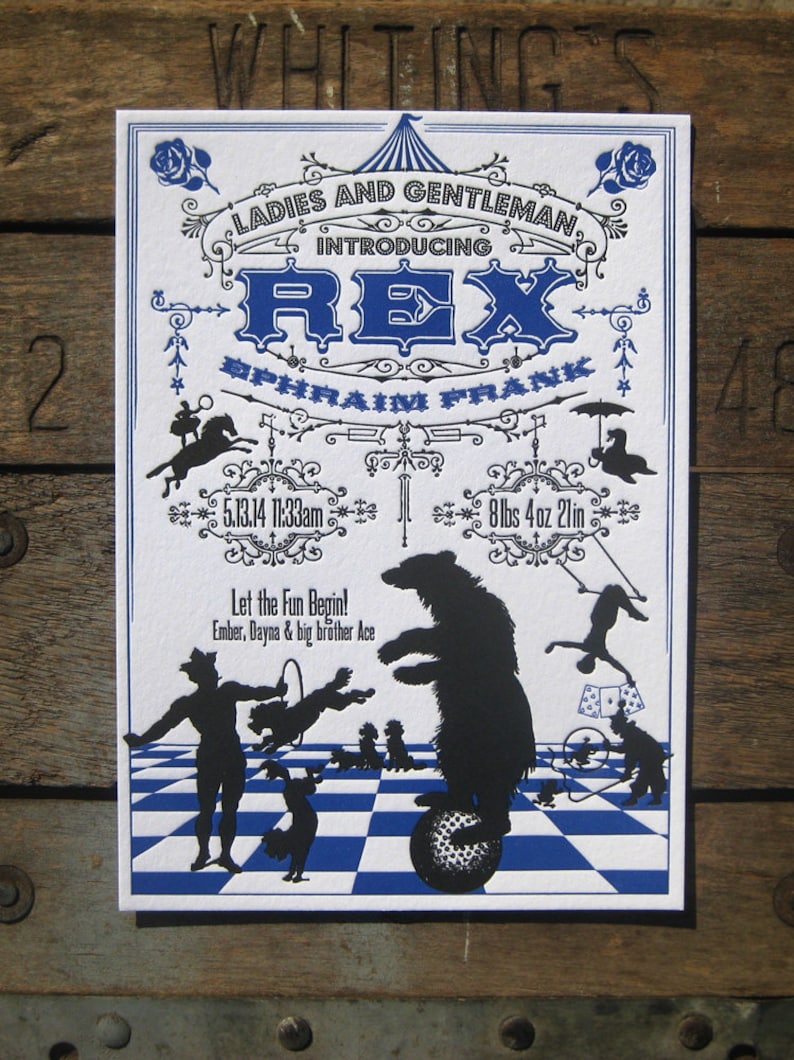 WHITING'S
LADIES AND GENTLEMAN
INTRODUCING
REX
EPHRAIM FRANK
2
48
5.13.14 11:33am
8lbs 4oz 21in
Let the Fun Begin!
Ember, Dayna & big brother Ace